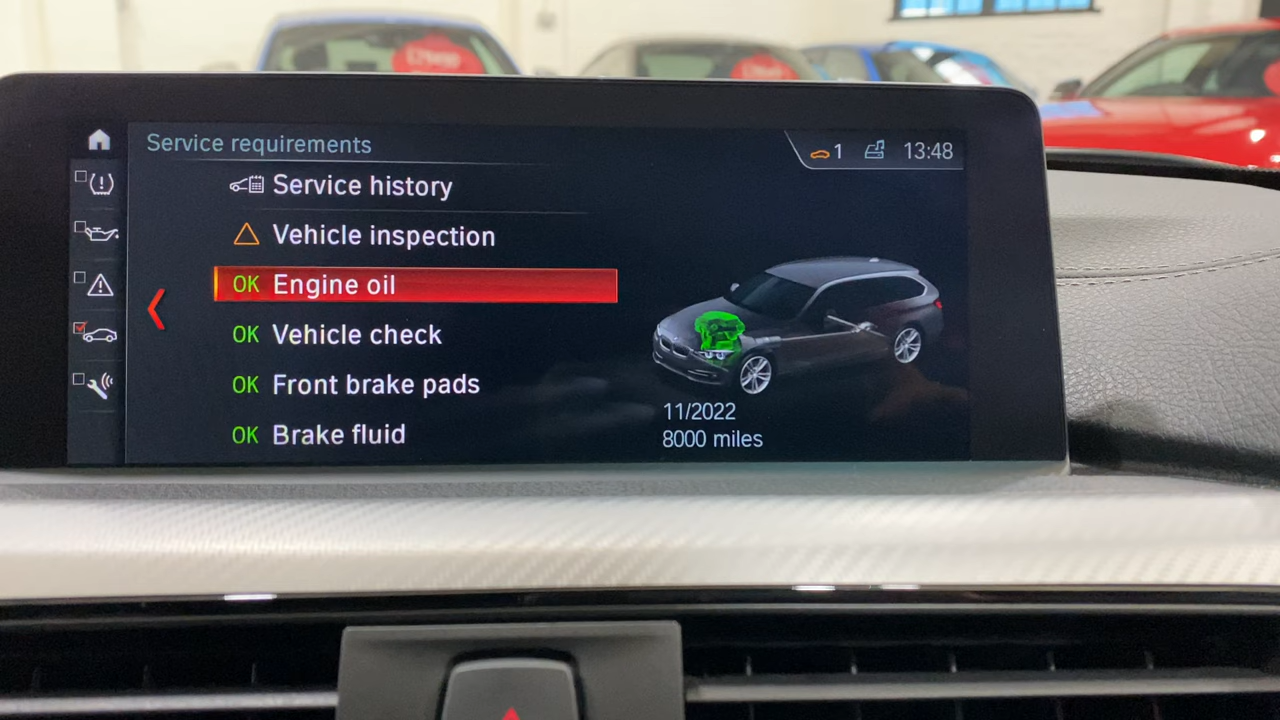 Service requirements
1 13:48
Service history
Vehicle inspection
OK Engine oil
OK Vehicle check
OK Front brake pads
11/2022
OK Brake fluid
8000 miles